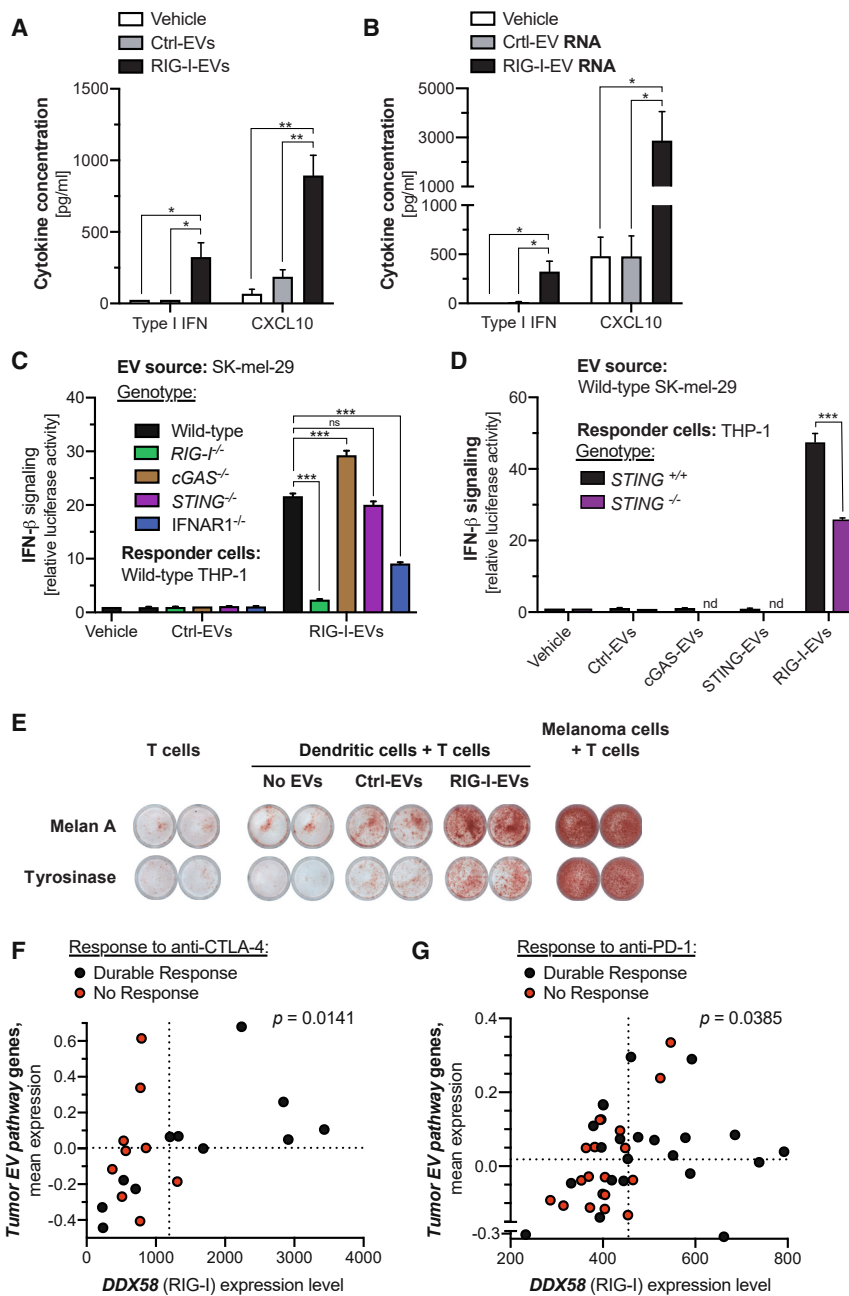 A
Vehicle
Ctrl-EVs
RIG-I-EVs
Cytokine concentration
[pg/ml]
1500
1000
500
0
*
*
**
**
Type I IFN
CXCL10
B
Vehicle
Crtl-EV RNA
RIG-I-EV RNA
Cytokine concentration
[pg/ml]
5000
3000
1000
500
0
*
*
*
*
Type I IFN
CXCL10
C
EV source: SK-mel-29
Genotype:
Wild-type
RIG-I-/-
cGAS-/-
STING-/-
IFNAR1-/-
Responder cells:
Wild-type THP-1
IFN-β signaling
[relative luciferase activity]
40
30
20
10
0
***
ns
***
***
Vehicle
Ctrl-EVs
RIG-I-EVs
D
EV source:
Wild-type SK-mel-29
Responder cells: THP-1
Genotype:
STING +/+
STING -/-
IFN-β signaling
[relative luciferase activity]
60
40
20
0
***
nd
nd
Vehicle
Ctrl-EVs
cGAS-EVs
STING-EVs
RIG-I-EVs
E
T cells
Dendritic cells + T cells
Melanoma cells
+ T cells
No EVs
Ctrl-EVs
RIG-I-EVs
Melan A
Tyrosinase
F
Response to anti-CTLA-4:
Durable Response
No Response
p = 0.0141
Tumor EV pathway genes,
mean expression
0.6
0.4
0.2
0.0
-0.2
-0.4
0
1000
2000
3000
4000
DDX58 (RIG-I) expression level
G
Response to anti-PD-1:
Durable Response
No Response
p = 0.0385
Tumor EV pathway genes,
mean expression
0.4
0.2
0.0
-0.3
200
400
600
800
DDX58 (RIG-I) expression level